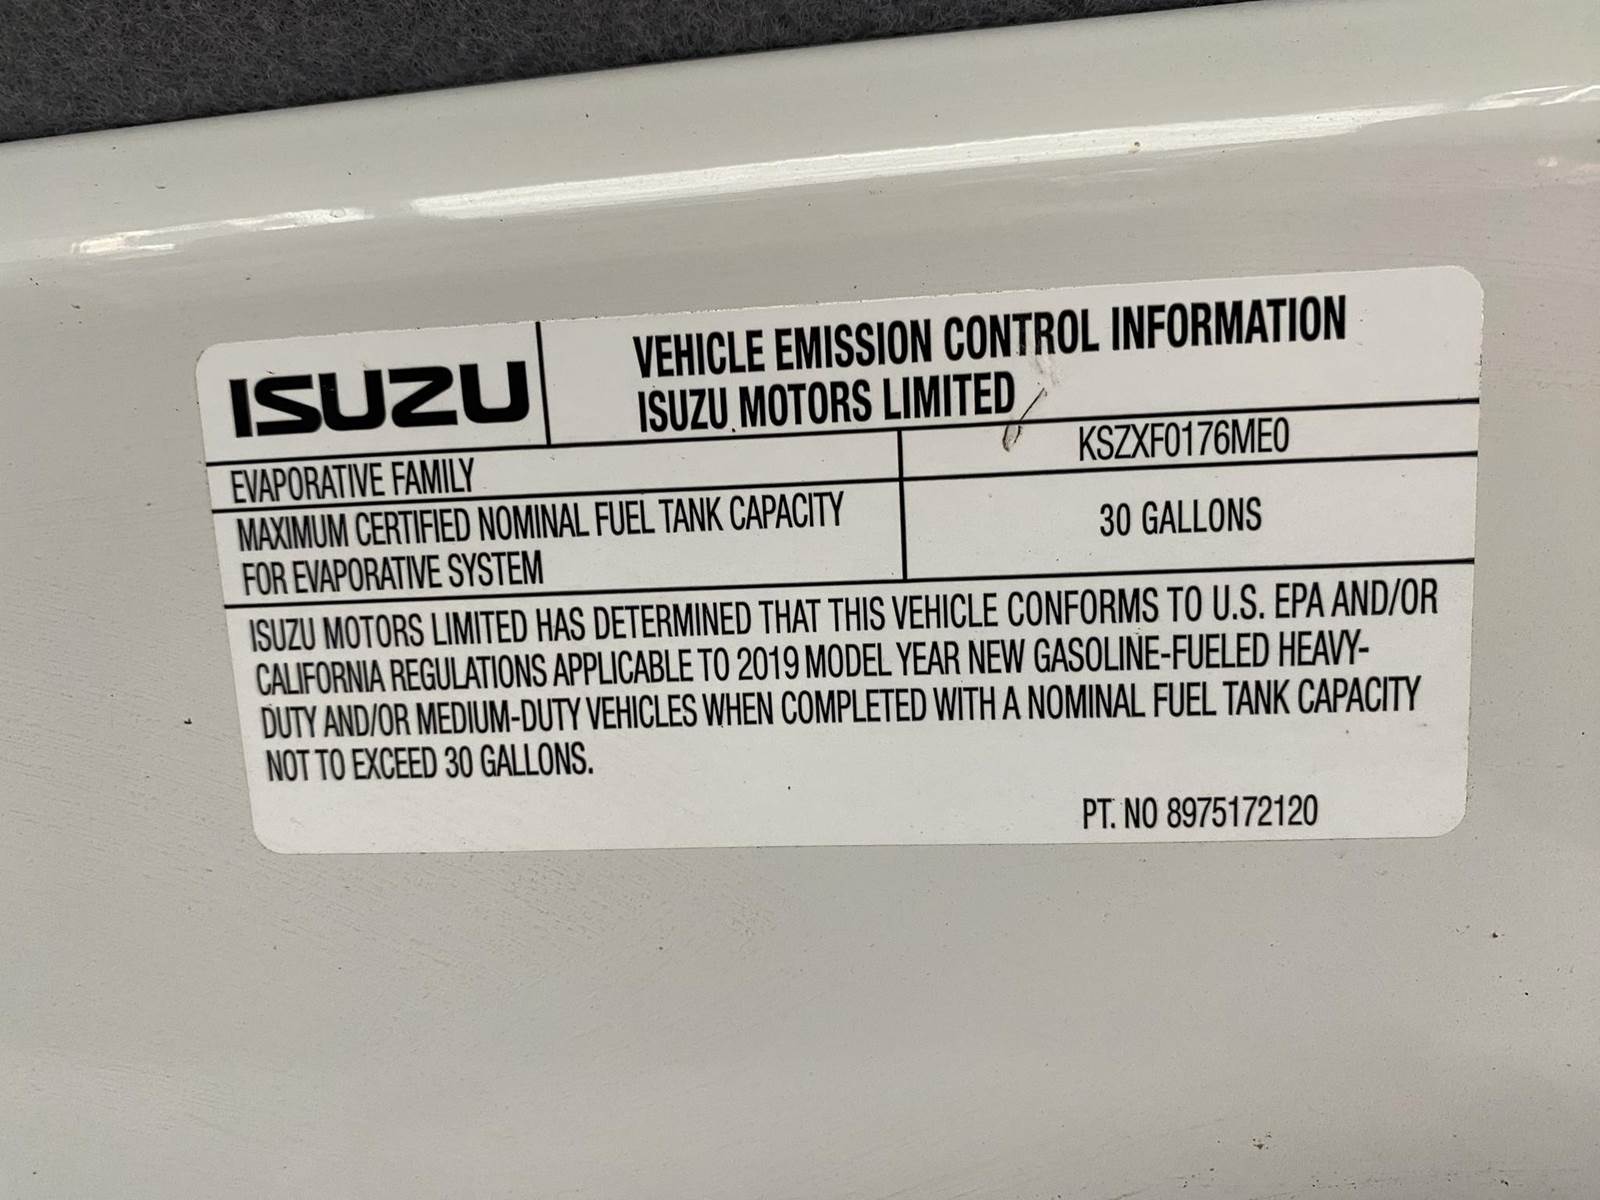 ISUZU
VEHICLE EMISSION CONTROL INFORMATION
ISUZU MOTORS LIMITED
EVAPORATIVE FAMILY
KSZXF0176ME0
MAXIMUM CERTIFIED NOMINAL FUEL TANK CAPACITY
FOR EVAPORATIVE SYSTEM
30 GALLONS
ISUZU MOTORS LIMITED HAS DETERMINED THAT THIS VEHICLE CONFORMS TO U.S. EPA AND/OR
CALIFORNIA REGULATIONS APPLICABLE TO 2019 MODEL YEAR NEW GASOLINE-FUELED HEAVY-
DUTY AND/OR MEDIUM-DUTY VEHICLES WHEN COMPLETED WITH A NOMINAL FUEL TANK CAPACITY
NOT TO EXCEED 30 GALLONS.
PT. NO 8975172120